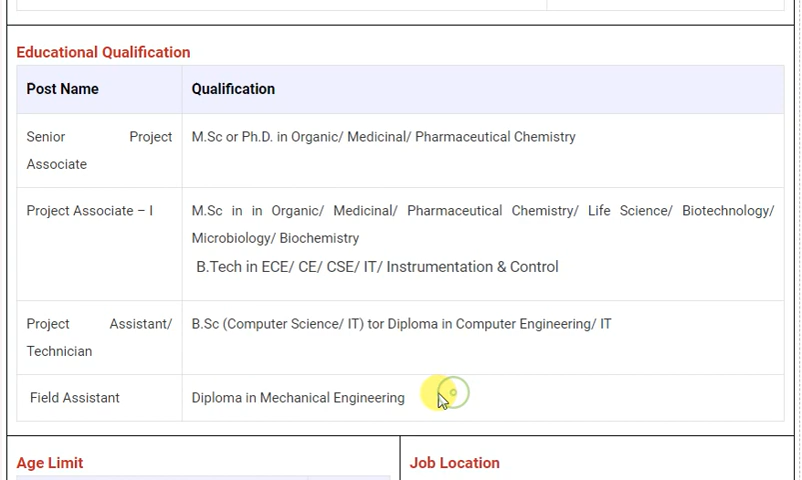 Educational Qualification
Post Name
Qualification
Senior Project
Associate
M.Sc or Ph.D. in Organic/ Medicinal/ Pharmaceutical Chemistry
Project Associate – I
M.Sc in in Organic/ Medicinal/ Pharmaceutical Chemistry/ Life Science/ Biotechnology/
Microbiology/ Biochemistry
B.Tech in ECE/ CE/ CSE/ IT/ Instrumentation & Control
Project Assistant/
Technician
B.Sc (Computer Science/ IT) tor Diploma in Computer Engineering/ IT
Field Assistant
Diploma in Mechanical Engineering
Age Limit
Job Location